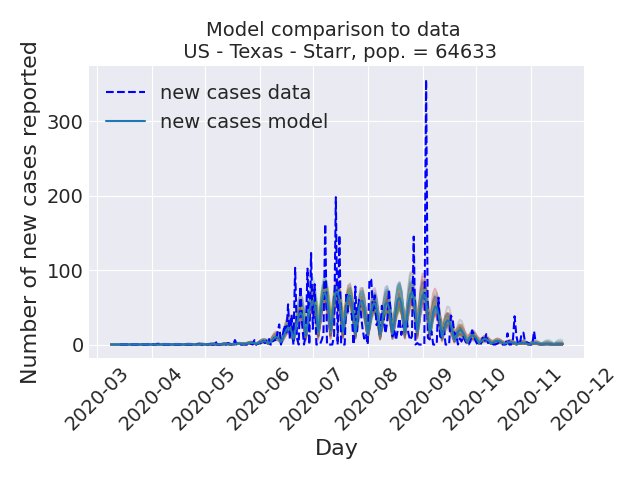 Model comparison to data
US - Texas - Starr, pop. = 64633
Number of new cases reported
new cases data
new cases model
300
200
100
0
2020-03
2020-04
2020-05
2020-06
2020-07
2020-08
2020-09
2020-10
2020-11
2020-12
Day